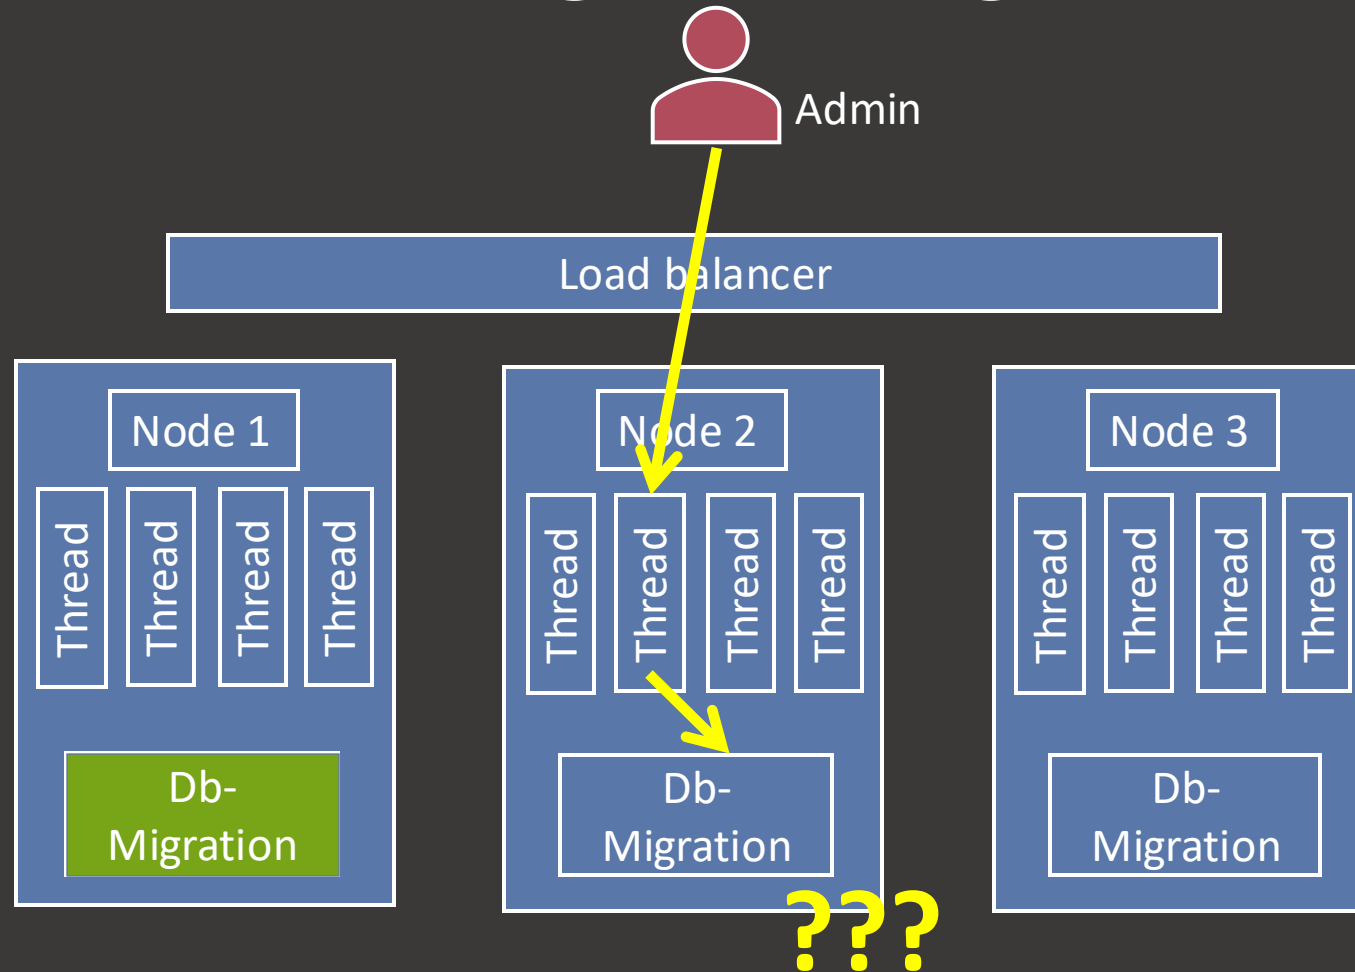 Admin
Load balancer
Node 1
Thread
Thread
Thread
Thread
Db-
Migration
Node 2
Thread
Thread
Thread
Thread
Db-
Migration
???
Node 3
Thread
Thread
Thread
Thread
Db-
Migration